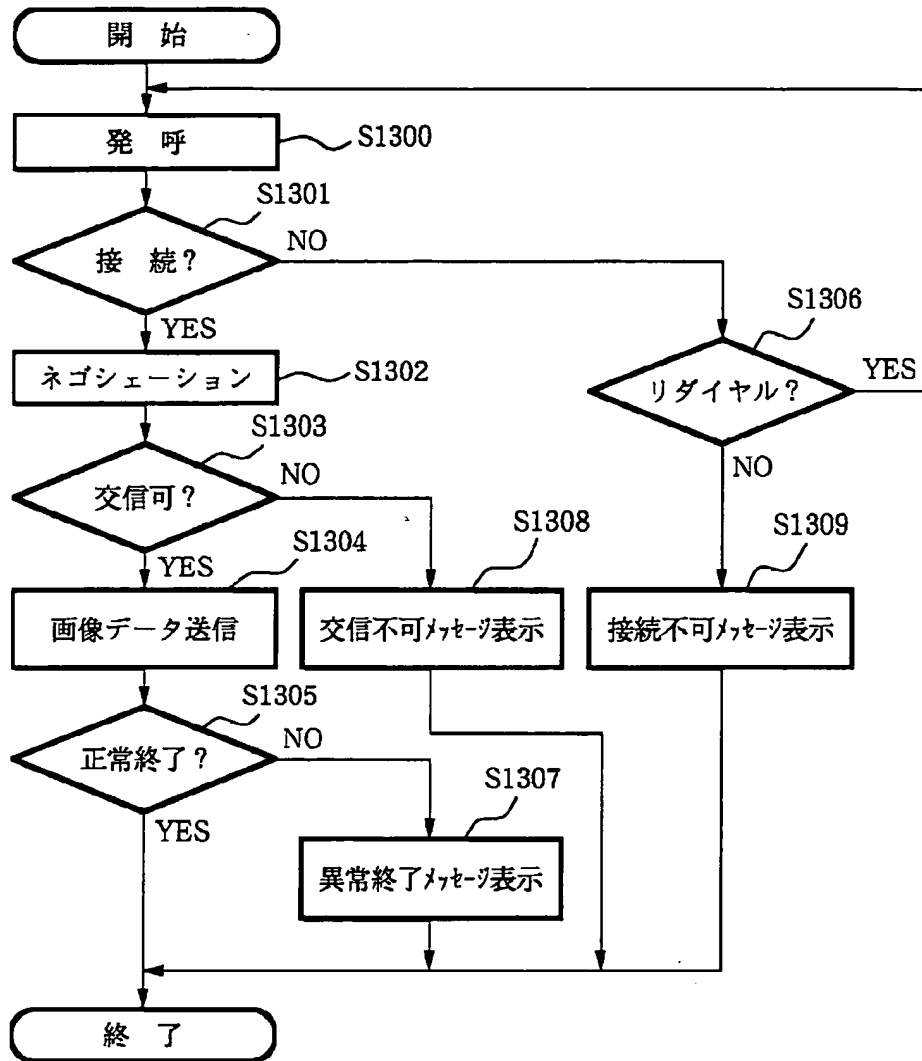 開 始
発 呼
S1300
S1301
接 続?
NO
YES
S1306
リダイヤル?
YES
NO
ネゴシェーション
S1302
S1303
交信可?
NO
YES
S1304
画像データ送信
S1308
交信不可メッセージ表示
S1309
接続不可メッセージ表示
S1305
正常終了?
NO
YES
S1307
異常終了メッセージ表示
終 了